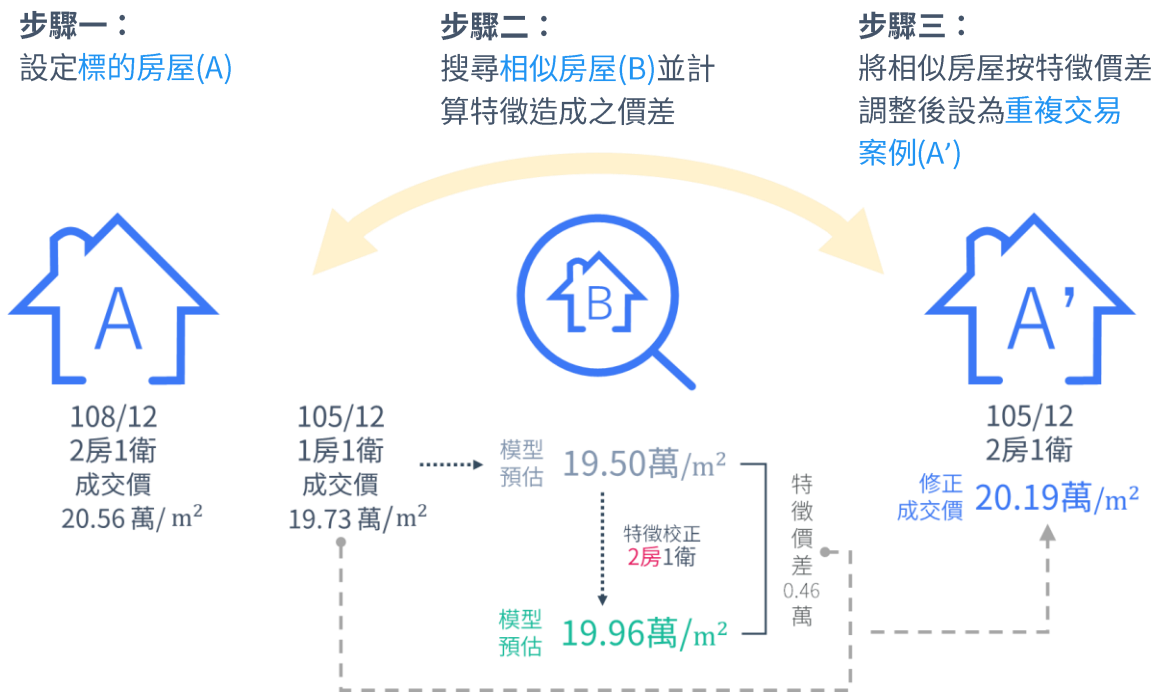 步驟一：
設定標的房屋(A)
步驟二：
搜尋相似房屋(B)並計
算特徵造成之價差
步驟三：
將相似房屋按特徵價差
調整後設為重複交易
案例(A’)
A
B
A’
108/12
2房1衛
成交價
20.56 萬/ m²
105/12
1房1衛
成交價
19.73 萬/m²
模型
預估
19.50萬/m²
特徵校正
2房1衛
模型
預估
19.96萬/m²
特
徵
價
差
0.46
萬
105/12
2房1衛
修正
成交價
20.19萬/m²